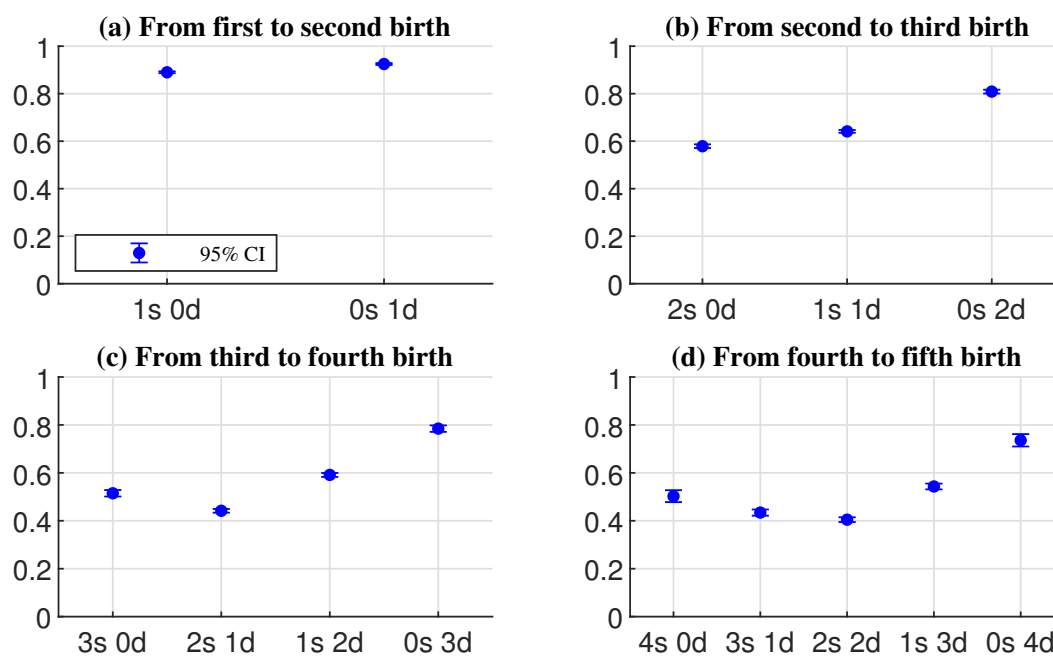 (a) From first to second birth
1
0.8
0.6
0.4
0.2
0
95% CI
1s 0d 0s 1d
(b) From second to third birth
1
0.8
0.6
0.4
0.2
0
2s 0d 1s 1d 0s 2d
(c) From third to fourth birth
1
0.8
0.6
0.4
0.2
0
3s 0d 2s 1d 1s 2d 0s 3d
(d) From fourth to fifth birth
1
0.8
0.6
0.4
0.2
0
4s 0d 3s 1d 2s 2d 1s 3d 0s 4d